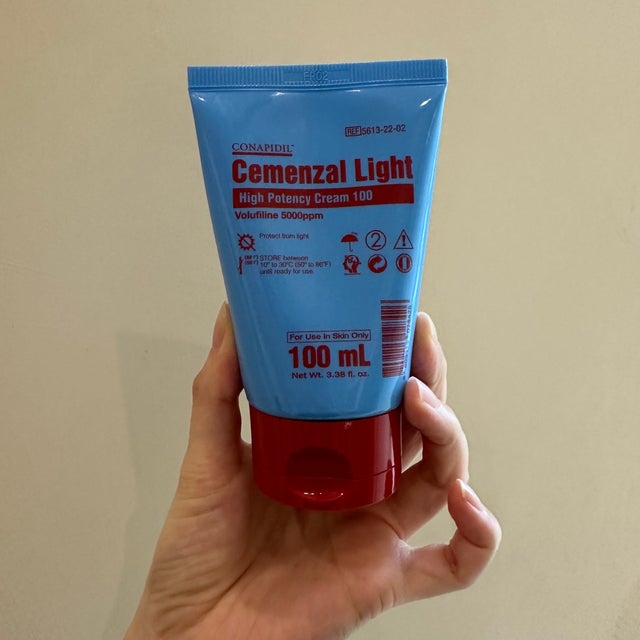 REF 5613-22-02
CONAPIDIL™
Cemenzal Light
High Potency Cream 100
Volufiline 5000ppm
Protect from light
STORE between
10° to 30°C (50° to 86°F)
until ready for use.
2
For Use in Skin Only
100 mL
Net Wt. 3.38 fl. oz.